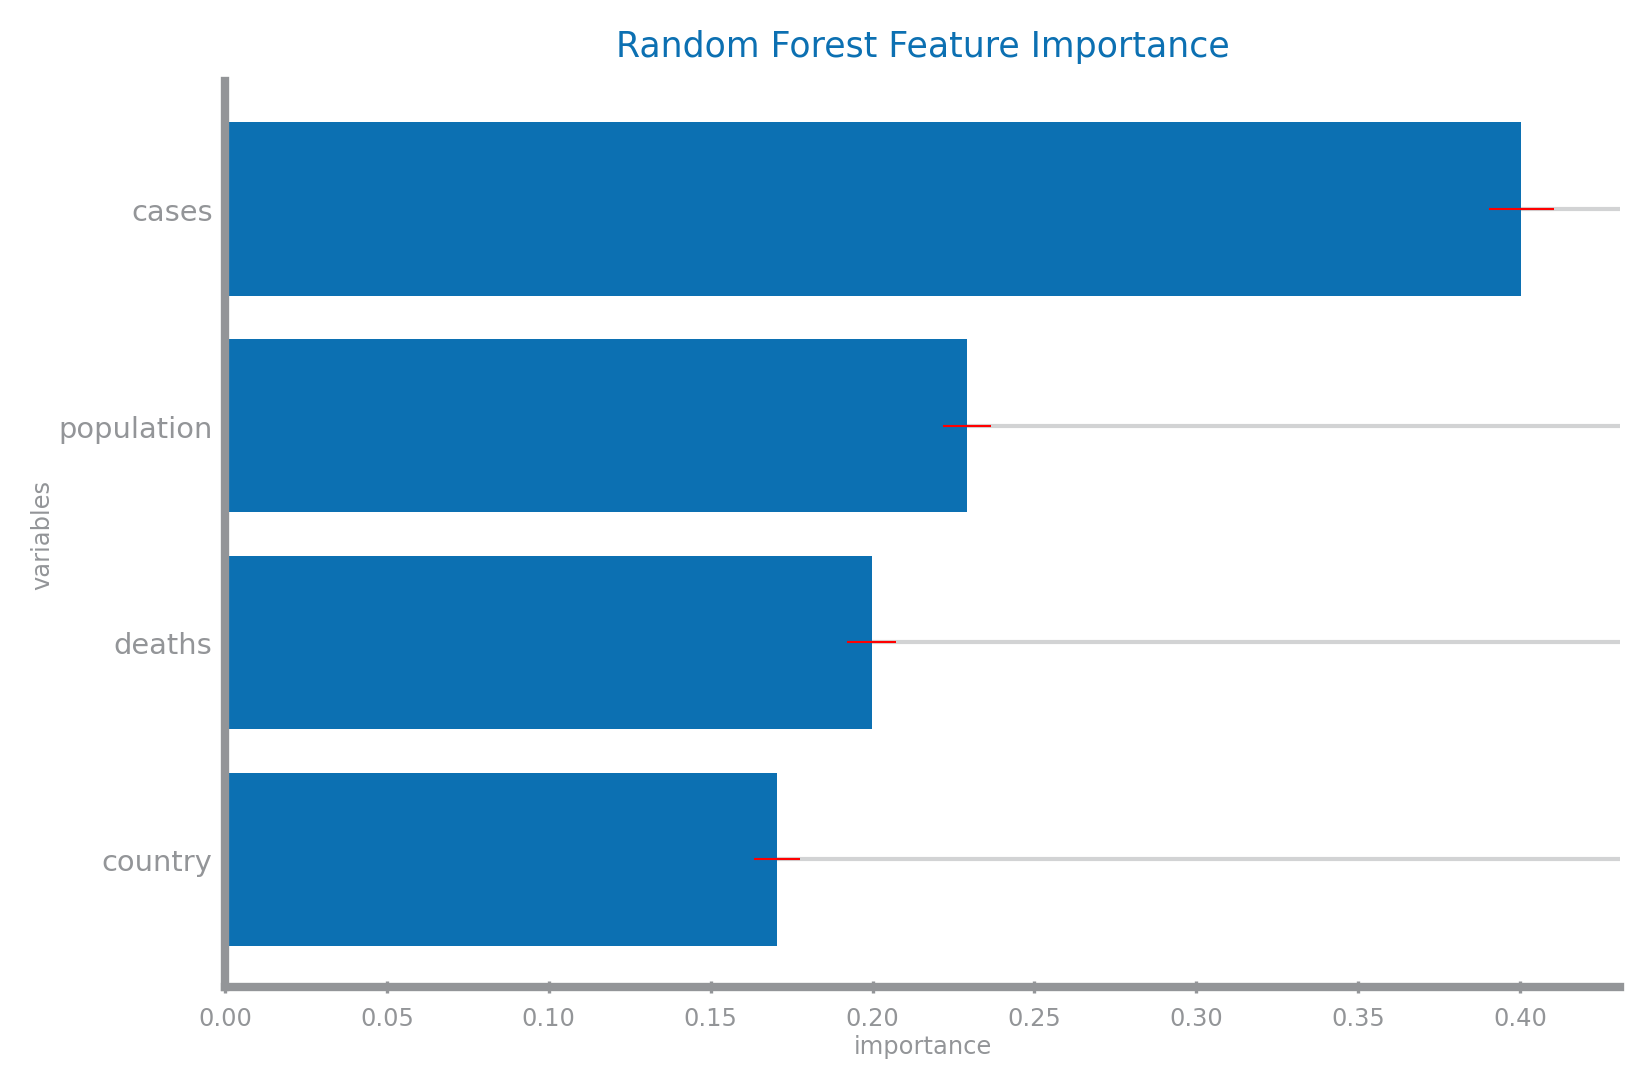 Random Forest Feature Importance
variables
cases
population
deaths
country
0.00 0.05 0.10 0.15 0.20 0.25 0.30 0.35 0.40
importance